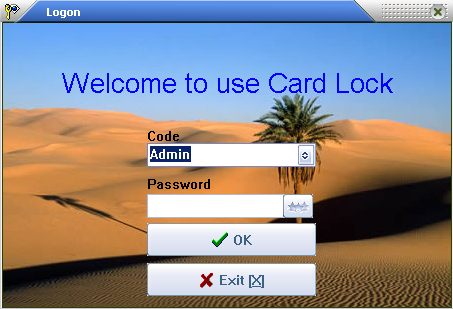 Logon
Welcome to use Card Lock
Code
Admin
Password
OK
Exit [X]